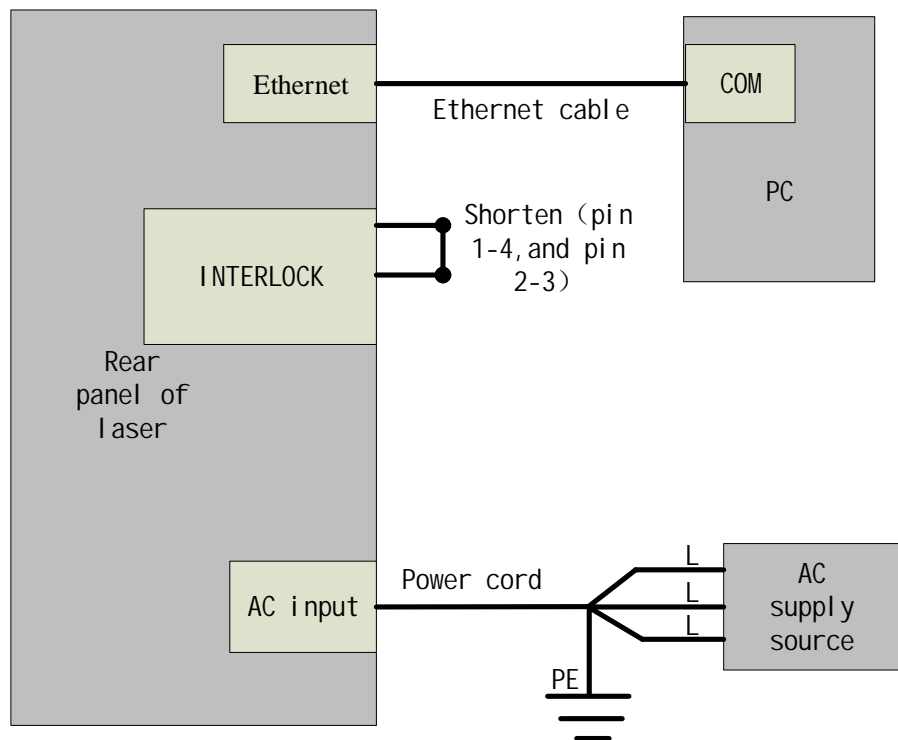 Ethernet
Ethernet cable
COM
PC
INTERLOCK
Shorten（pin
1-4,and pin
2-3）
Rear
panel of
laser
AC input
Power cord
L
L
L
AC
supply
source
PE